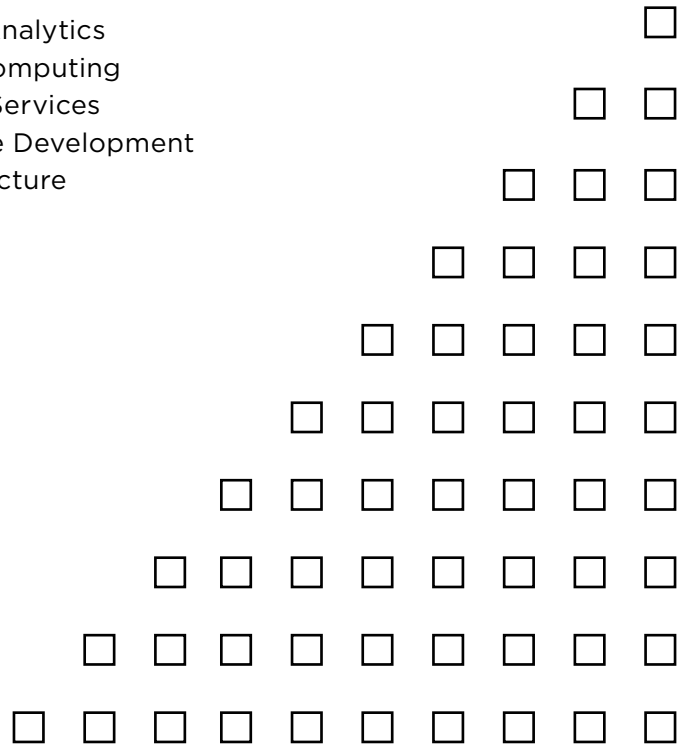 nalytics
omputing
Services
e Development
cture